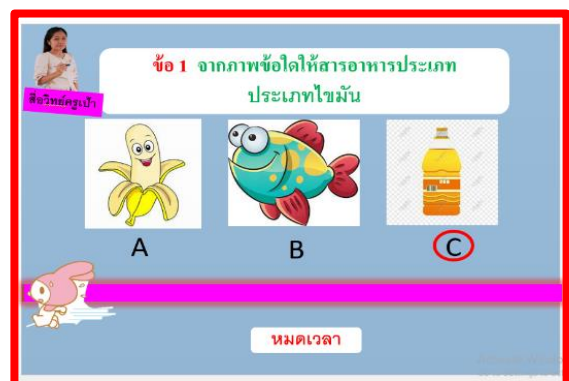 ข้อ 1 จากภาพข้อใดให้สารอาหารประเภท
ประเภทไขมัน
สื่อวิทย์ครูเป้า
A
B
C
หมดเวลา